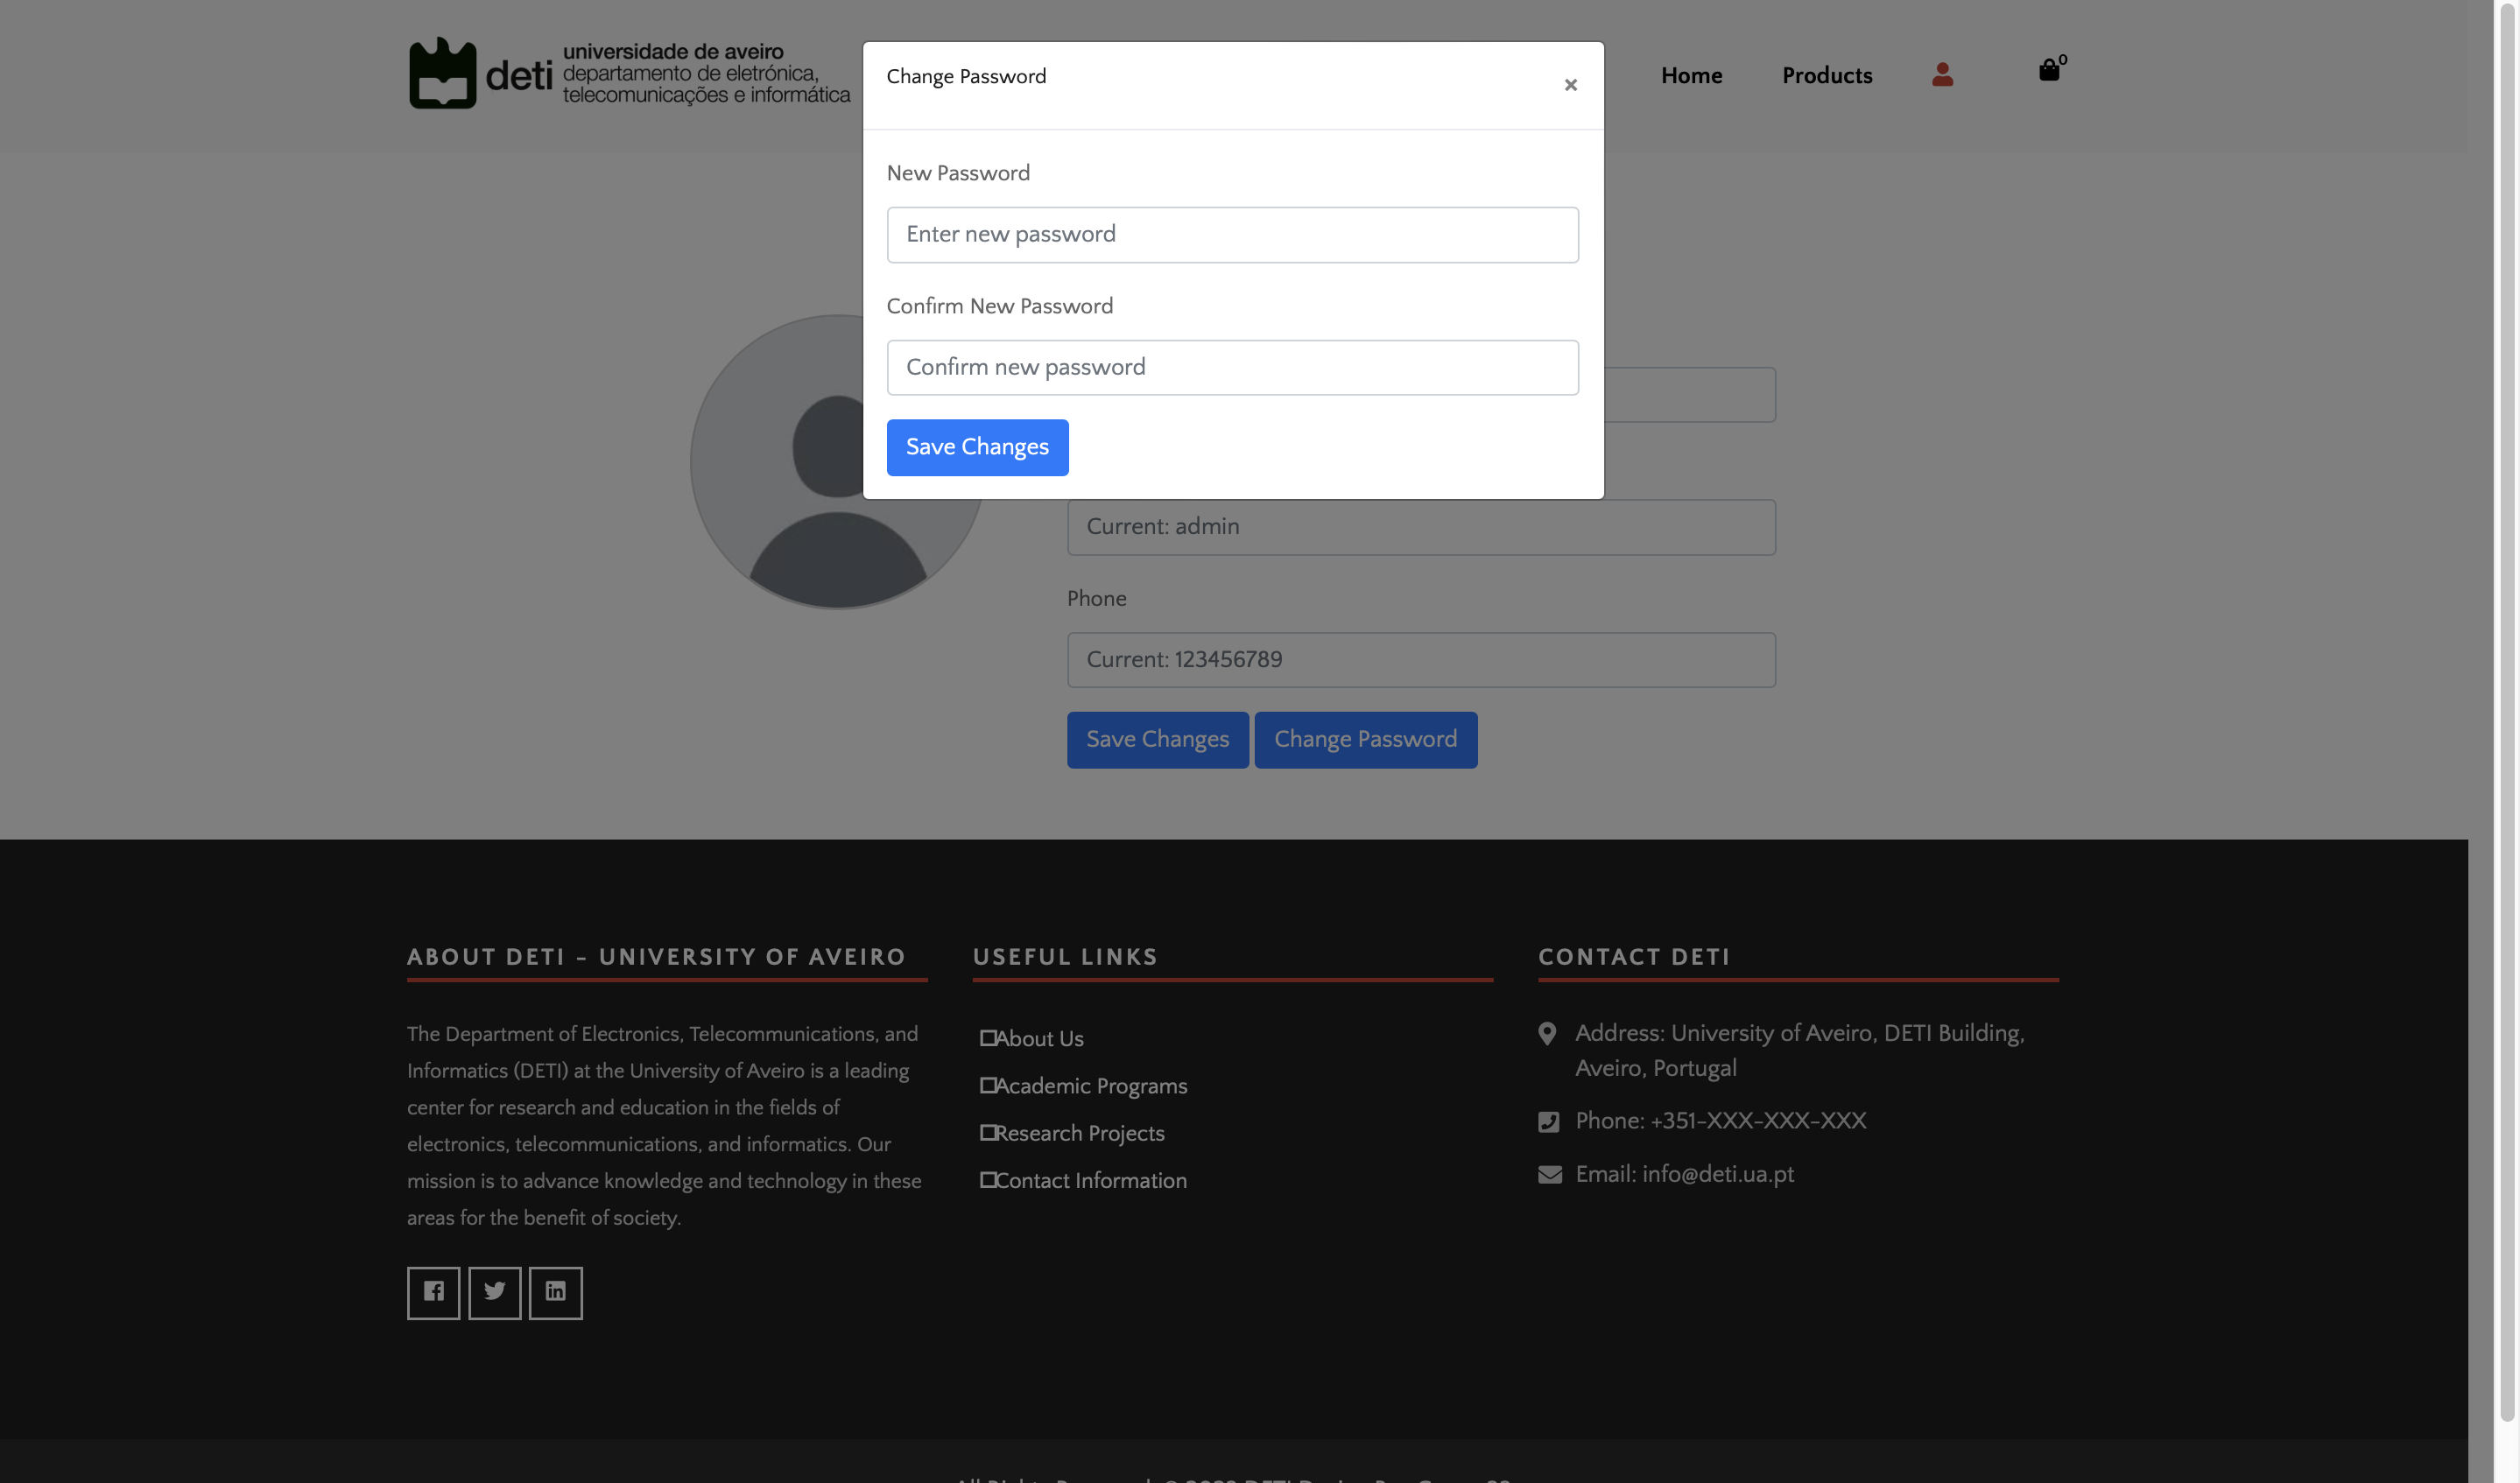 deti universidade de aveiro
departamento de eletrónica,
telecomunicações e informática
Home
Products
0
Change Password
×
New Password
Enter new password
Confirm New Password
Confirm new password
Save Changes
Current: admin
Phone
Current: 123456789
Save Changes
Change Password
ABOUT DETI - UNIVERSITY OF AVEIRO
The Department of Electronics, Telecommunications, and
Informatics (DETI) at the University of Aveiro is a leading
center for research and education in the fields of
electronics, telecommunications, and informatics. Our
mission is to advance knowledge and technology in these
areas for the benefit of society.
USEFUL LINKS
About Us
Academic Programs
Research Projects
Contact Information
CONTACT DETI
Address: University of Aveiro, DETI Building,
Aveiro, Portugal
Phone: +351-XXX-XXX-XXX
Email: info@deti.ua.pt